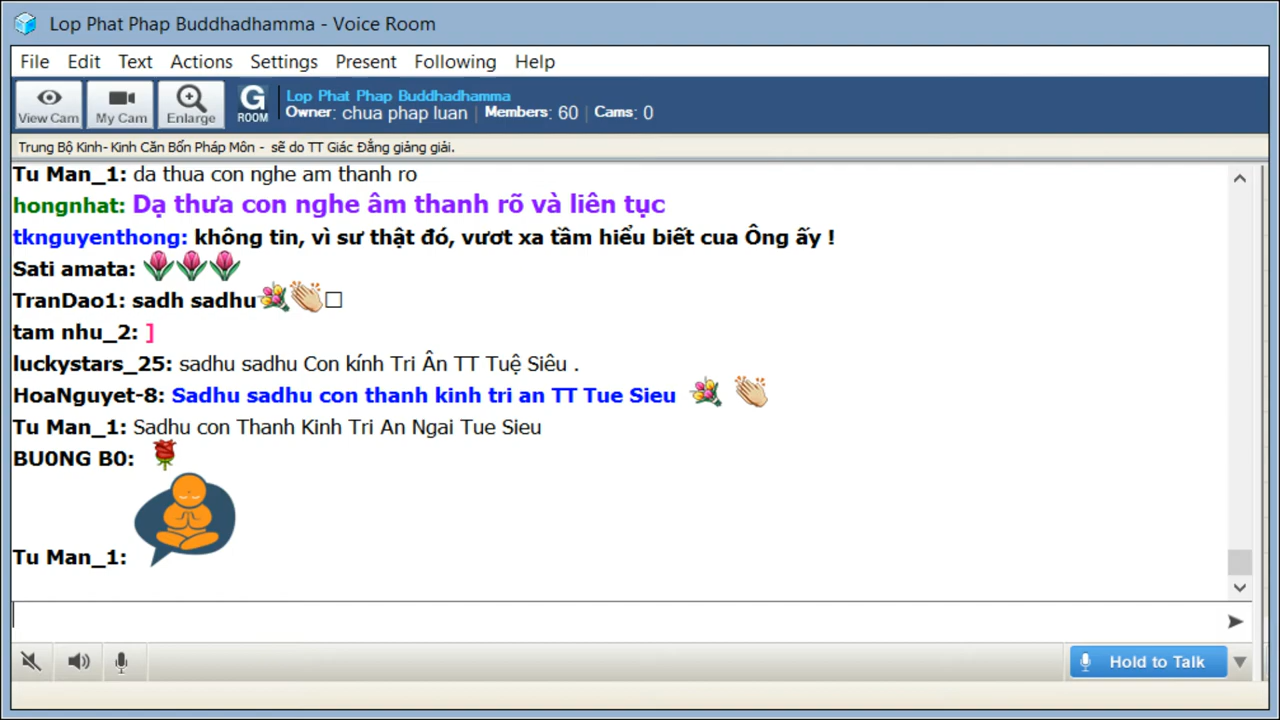 Lop Phat Phap Buddhadhamma - Voice Room
File Edit Text Actions Settings Present Following Help
View Cam My Cam Enlarge G ROOM Lop Phat Phap Buddhadhamma
Owner: chua phap luan | Members: 60 | Cams: 0
Trung Bộ Kinh- Kinh Căn Bổn Pháp Môn - sẽ do TT Giác Đẳng giảng giải.
Tu Man_1: da thua con nghe am thanh ro
hongnhat: Dạ thưa con nghe âm thanh rõ và liên tục
tknguyenthong: không tin, vì sư thật đó, vươt xa tầm hiểu biết cua Ông ấy !
Sati amata:
TranDao1: sadh sadhu
tam nhu_2: ]
luckystars_25: sadhu sadhu Con kính Tri Ân TT Tuệ Siêu .
HoaNguyet-8: Sadhu sadhu con thanh kinh tri an TT Tue Sieu
Tu Man_1: Sadhu con Thanh Kinh Tri An Ngai Tue Sieu
BU0NG B0:
Tu Man_1:
Hold to Talk